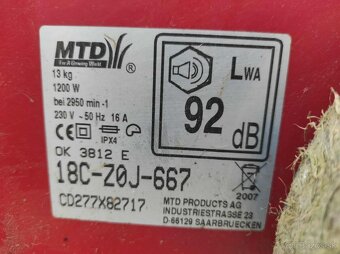 MTD
For A Growing World.
®
13 kg
1200 W
bei 2950 min -1
230 V ~ 50 Hz 16 A
CE
IPX4
OK 3812 E
18C-Z0J-667
CD277X82717
LWA
92
dB
2007
MTD PRODUCTS AG
INDUSTRIESTRASSE 23
D-66129 SAARBRUECKEN